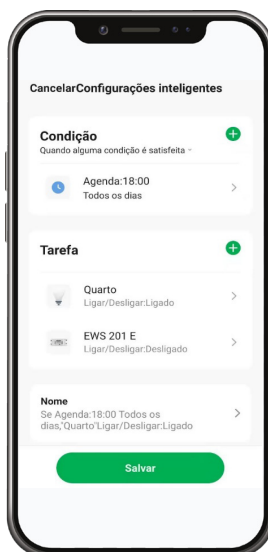 CancelarConfigurações inteligentes
Condição
Quando alguma condição é satisfeita
Agenda:18:00
Todos os dias
Tarefa
Quarto
Ligar/Desligar:Ligado
EWS 201 E
Ligar/Desligar:Desligado
Nome
Se Agenda:18:00 Todos os
dias,"Quarto"Ligar/Desligar:Ligado
Salvar